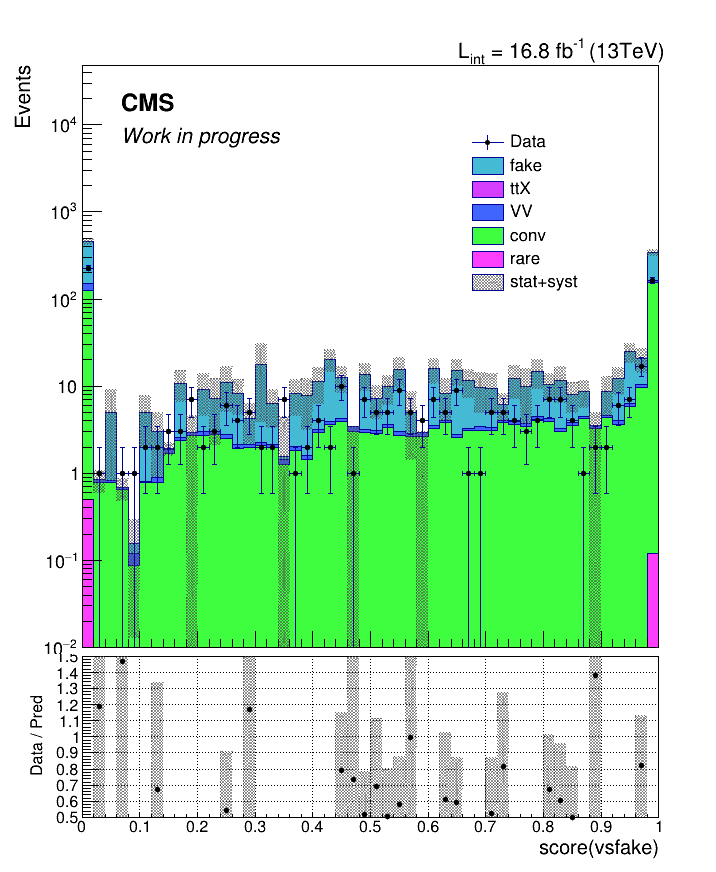 L_int = 16.8 fb^-1 (13TeV)
Events
CMS
Work in progress
Data
fake
ttX
VV
conv
rare
stat+syst
10^4
10^3
10^2
10
1
10^−1
10^−2
Data / Pred
1.5
1.4
1.3
1.2
1.1
1
0.9
0.8
0.7
0.6
0.5
0 0.1 0.2 0.3 0.4 0.5 0.6 0.7 0.8 0.9 1
score(vsfake)